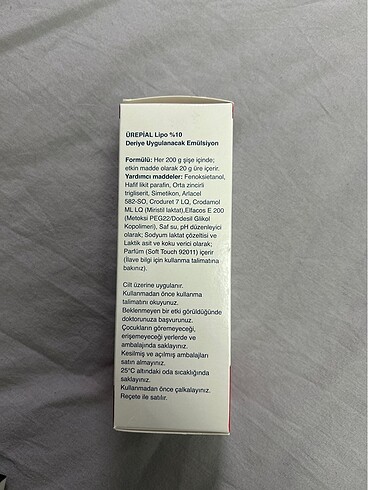 ÜREPİAL Lipo %10
Deriye Uygulanacak Emülsiyon
Formülü: Her 200 g şişe içinde;
etkin madde olarak 20 g üre içerir.
Yardımcı maddeler: Fenoksietanol,
Hafif likit parafin, Orta zincirli
trigliserit, Simetikon, Arlacel
582-SO, Croduret 7 LQ, Crodamol
ML LQ (Miristil laktat),Elfacos E 200
(Metoksi PEG22/Dodesil Glikol
Kopolimeri), Saf su, pH düzenleyici
olarak; Sodyum laktat çözeltisi ve
Laktik asit ve koku verici olarak;
Parfüm (Soft Touch 92011) içerir
(İlave bilgi için kullanma talimatına
bakınız).
Cilt üzerine uygulanır.
Kullanmadan önce kullanma
talimatını okuyunuz.
Beklenmeyen bir etki görüldüğünde
doktorunuza başvurunuz.
Çocukların göremeyeceği,
erişemeyeceği yerlerde ve
ambalajında saklayınız.
Kesilmiş ve açılmış ambalajları
satın almayınız.
25°C altındaki oda sıcaklığında
saklayınız.
Kullanmadan önce çalkalayınız.
Reçete ile satılır.